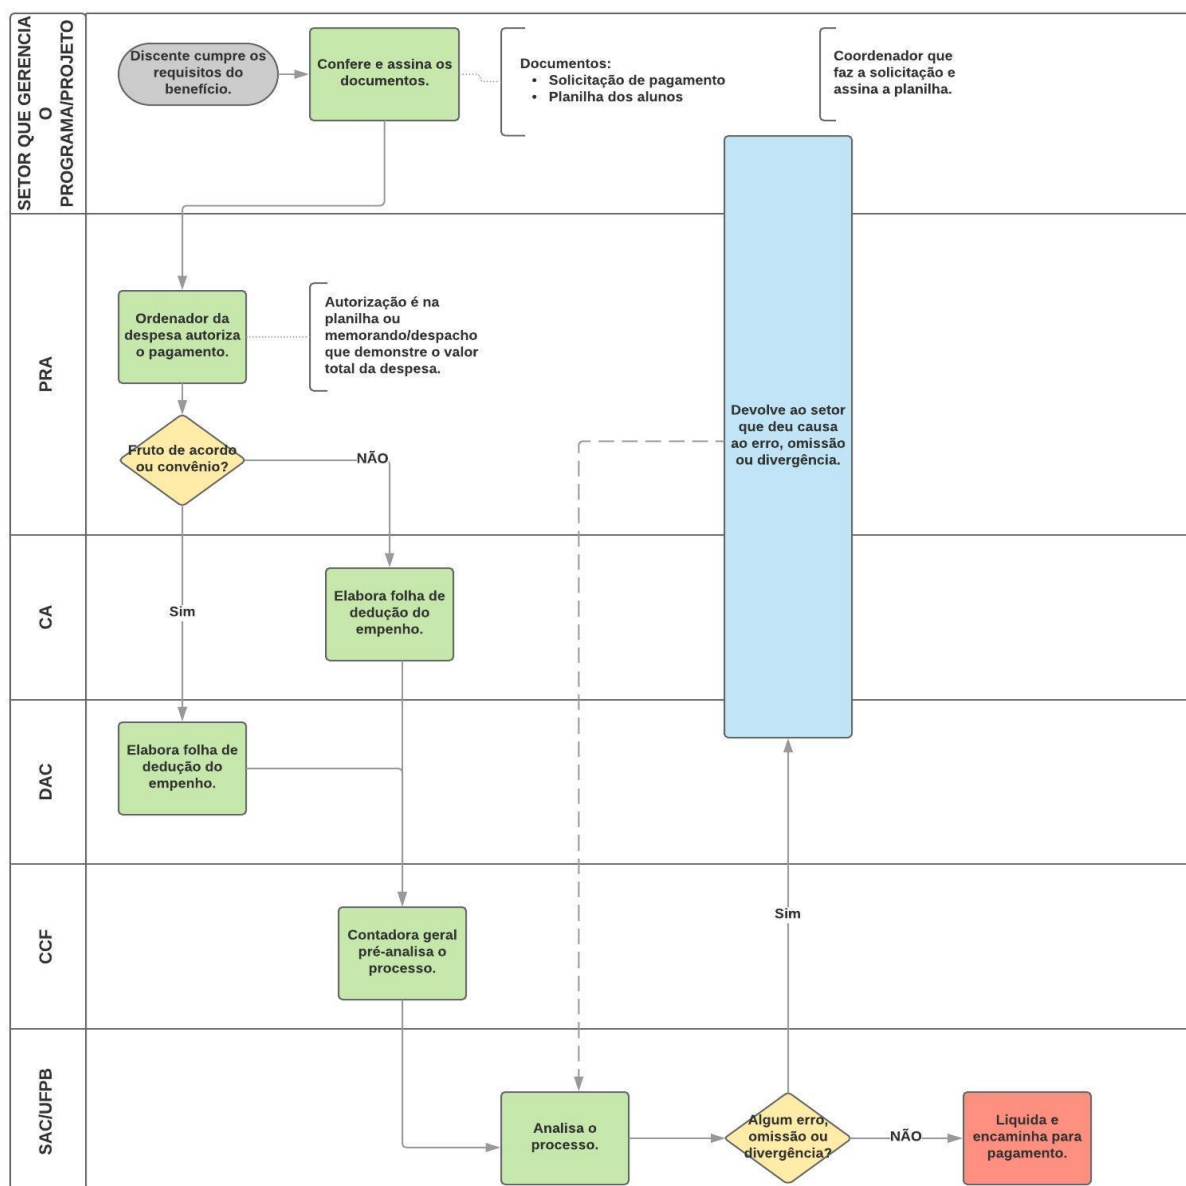 SETOR QUE GERENCIA
O
PROGRAMA/PROJETO
Discente cumpre os
requisitos do
benefício.
Confere e assina os
documentos.
Documentos:
• Solicitação de pagamento
• Planilha dos alunos
Coordenador que
faz a solicitação e
assina a planilha.
PRA
Ordenador da
despesa autoriza
o pagamento.
Autorização é na
planilha ou
memorando/despacho
que demonstre o valor
total da despesa.
Fruto de acordo
ou convênio?
NÃO
Devolve ao setor
que deu causa
ao erro, omissão
ou divergência.
CA
Sim
Elabora folha de
dedução do
empenho.
DAC
Elabora folha de
dedução do
empenho.
CCF
Contadora geral
pré-analisa o
processo.
Sim
SAC/UFPB
Analisa o
processo.
Algum erro,
omissão ou
divergência?
NÃO
Liquida e
encaminha para
pagamento.